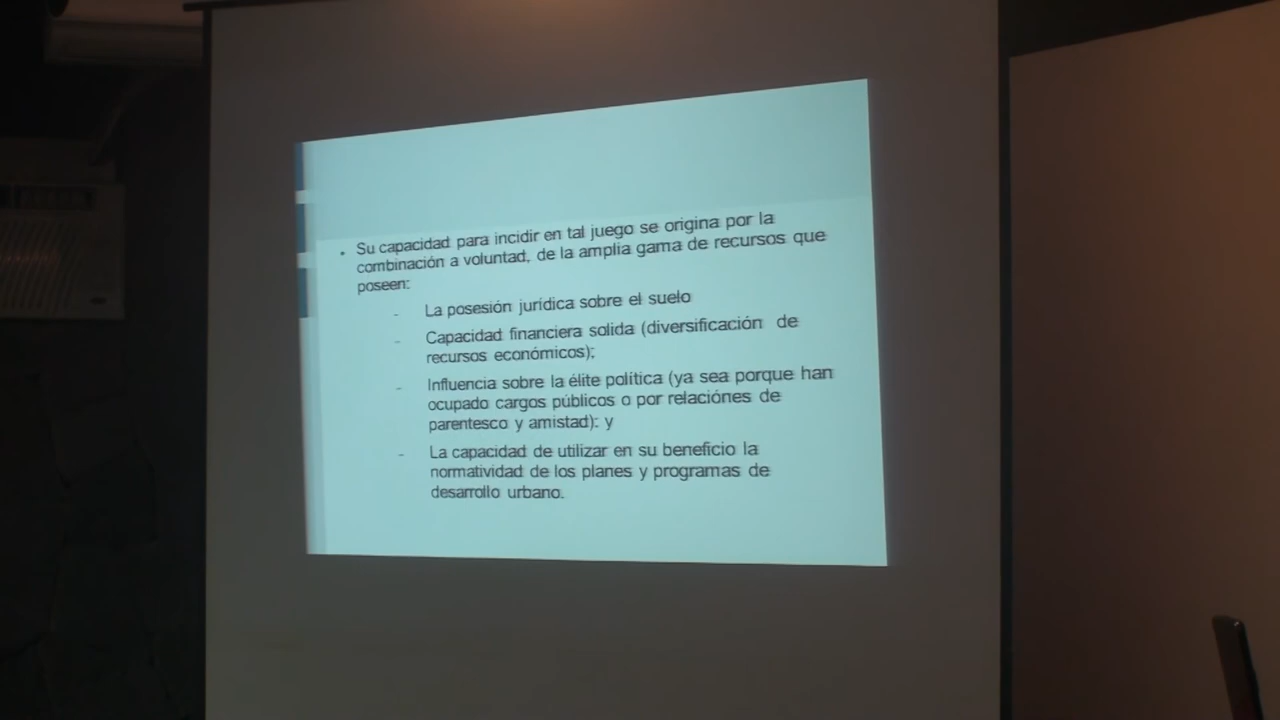 • Su capacidad para incidir en tal juego se origina por la
combinación a voluntad, de la amplia gama de recursos que
poseen:
- La posesión jurídica sobre el suelo
- Capacidad financiera solida (diversificación de
recursos económicos);
- Influencia sobre la élite política (ya sea porque han
ocupado cargos públicos o por relaciónes de
parentesco y amistad): y
- La capacidad de utilizar en su beneficio la
normatividad de los planes y programas de
desarrollo urbano.